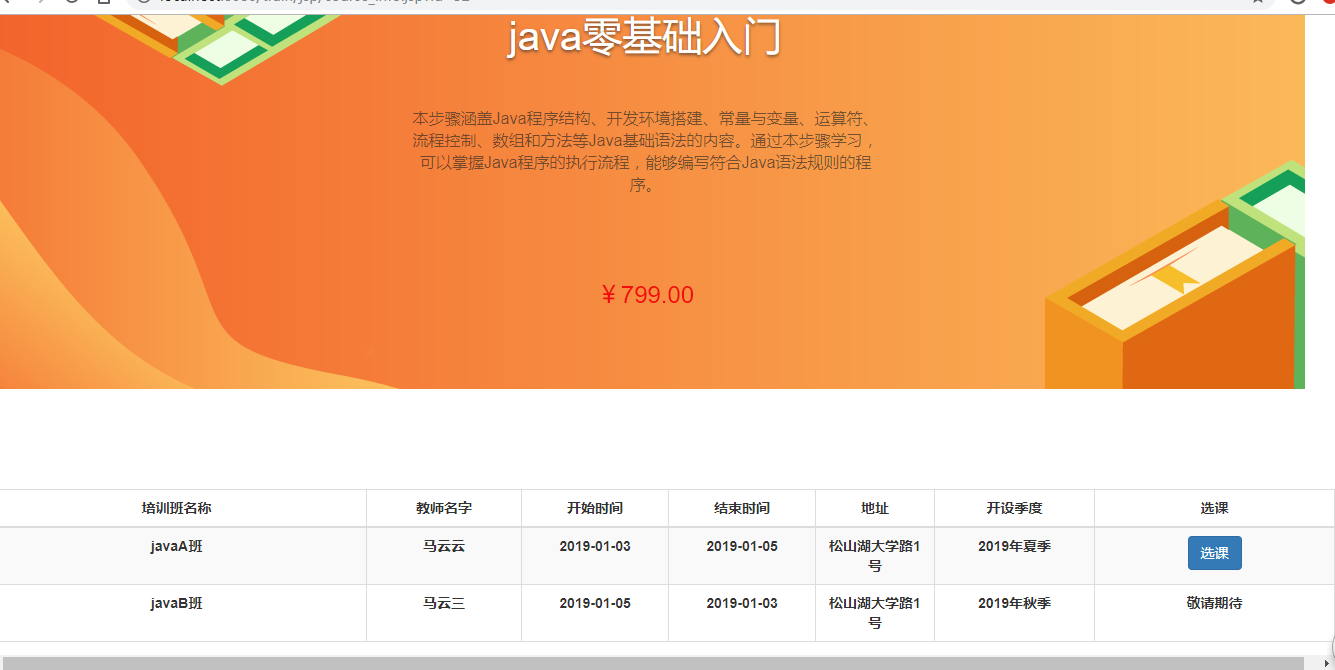 java零基础入门
本步骤涵盖Java程序结构、开发环境搭建、常量与变量、运算符、
流程控制、数组和方法等Java基础语法的内容。通过本步骤学习，
可以掌握Java程序的执行流程，能够编写符合Java语法规则的程
序。
￥799.00
培训班名称 教师名字 开始时间 结束时间 地址 开设季度 选课
javaA班 马云云 2019-01-03 2019-01-05 松山湖大学路1 2019年夏季 选课
号
javaB班 马云三 2019-01-05 2019-01-03 松山湖大学路1 2019年秋季 敬请期待
号